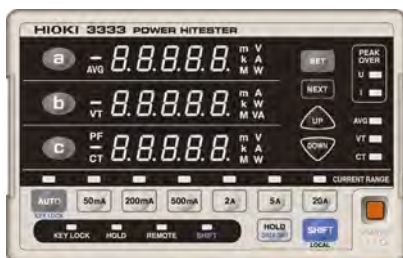 HIOKI 3333 POWER HITESTER
a AVG 8.8.8.8.8. m V k A M W SET PEAK OVER
U
b VT 8.8.8.8.8. m V k A M VA NEXT I
UP AVG
c PF CT 8.8.8.8.8. m V k A M W DOWN VT
CT
CURRENT RANGE
AUTO 50mA 200mA 500mA 2A 5A 20A
KEY LOCK
KEY LOCK HOLD REMOTE SHIFT HOLD SHIFT
LOCAL